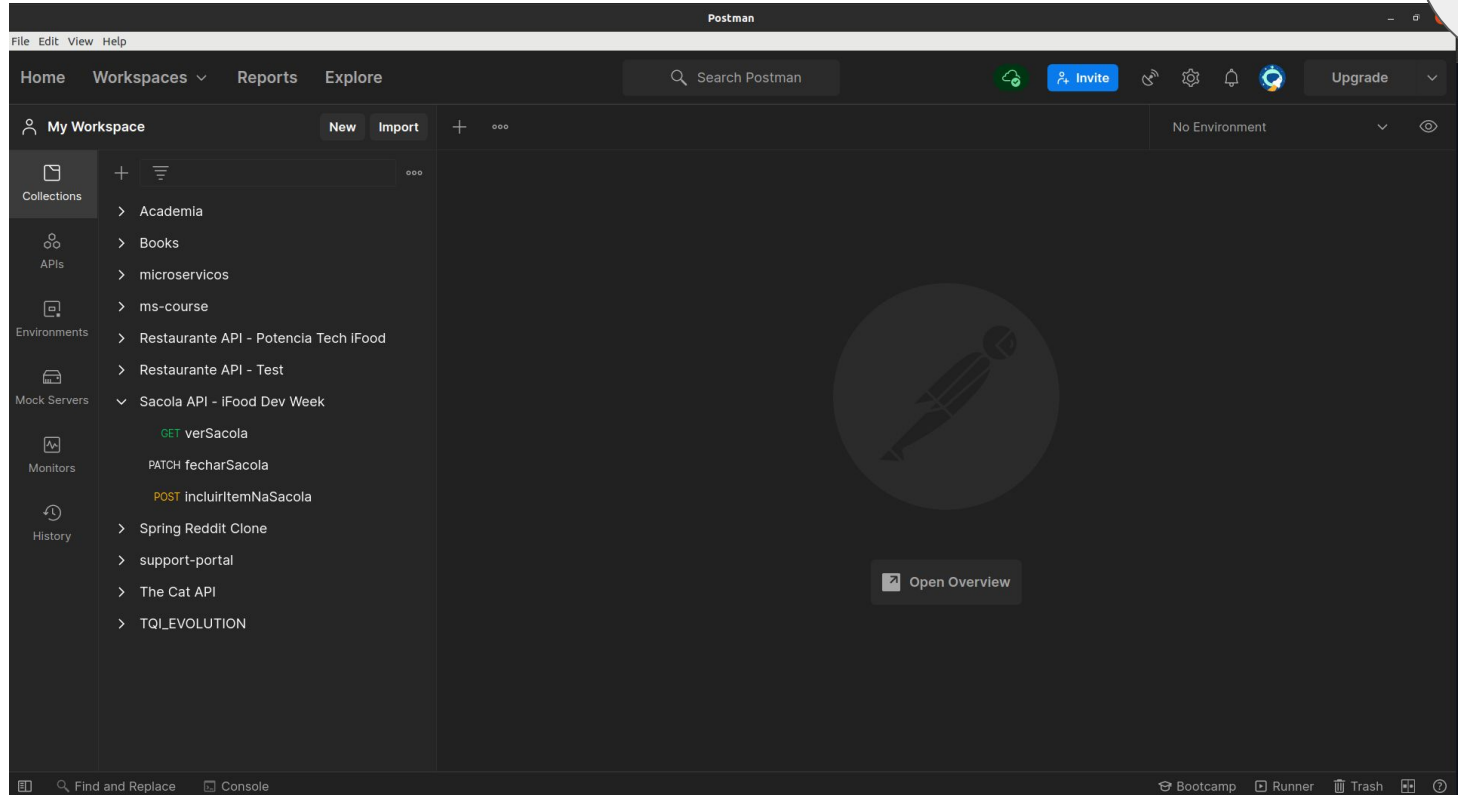 Postman
File Edit View Help
Home Workspaces Reports Explore Search Postman Invite Upgrade
My Workspace New Import No Environment
Collections
APIs
Environments
Mock Servers
Monitors
History
Academia
Books
microservicos
ms-course
Restaurante API - Potencia Tech iFood
Restaurante API - Test
Sacola API - iFood Dev Week
GET verSacola
PATCH fecharSacola
POST incluirItemNaSacola
Spring Reddit Clone
support-portal
The Cat API
TQI_EVOLUTION
Open Overview
Find and Replace Console Bootcamp Runner Trash